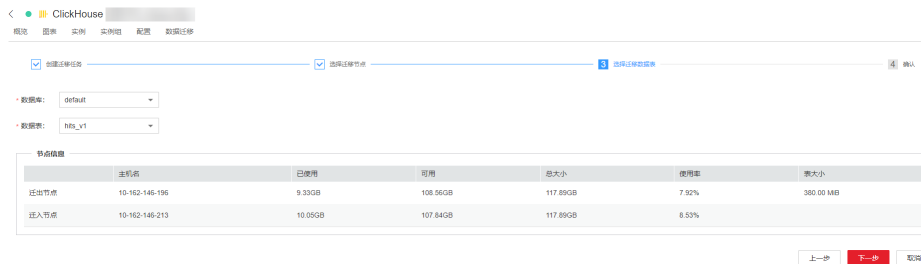 ClickHouse
概览 图表 实例 实例组 配置 数据迁移
创建迁移任务 选择迁移节点 3 选择迁移数据表 4 确认
* 数据库: default
* 数据表: hits_v1
节点信息
主机名 已使用 可用 总大小 使用率 表大小
迁出节点 10-162-146-196 9.33GB 108.56GB 117.89GB 7.92% 380.00 MiB
迁入节点 10-162-146-213 10.05GB 107.84GB 117.89GB 8.53%
上一步 下一步 取消